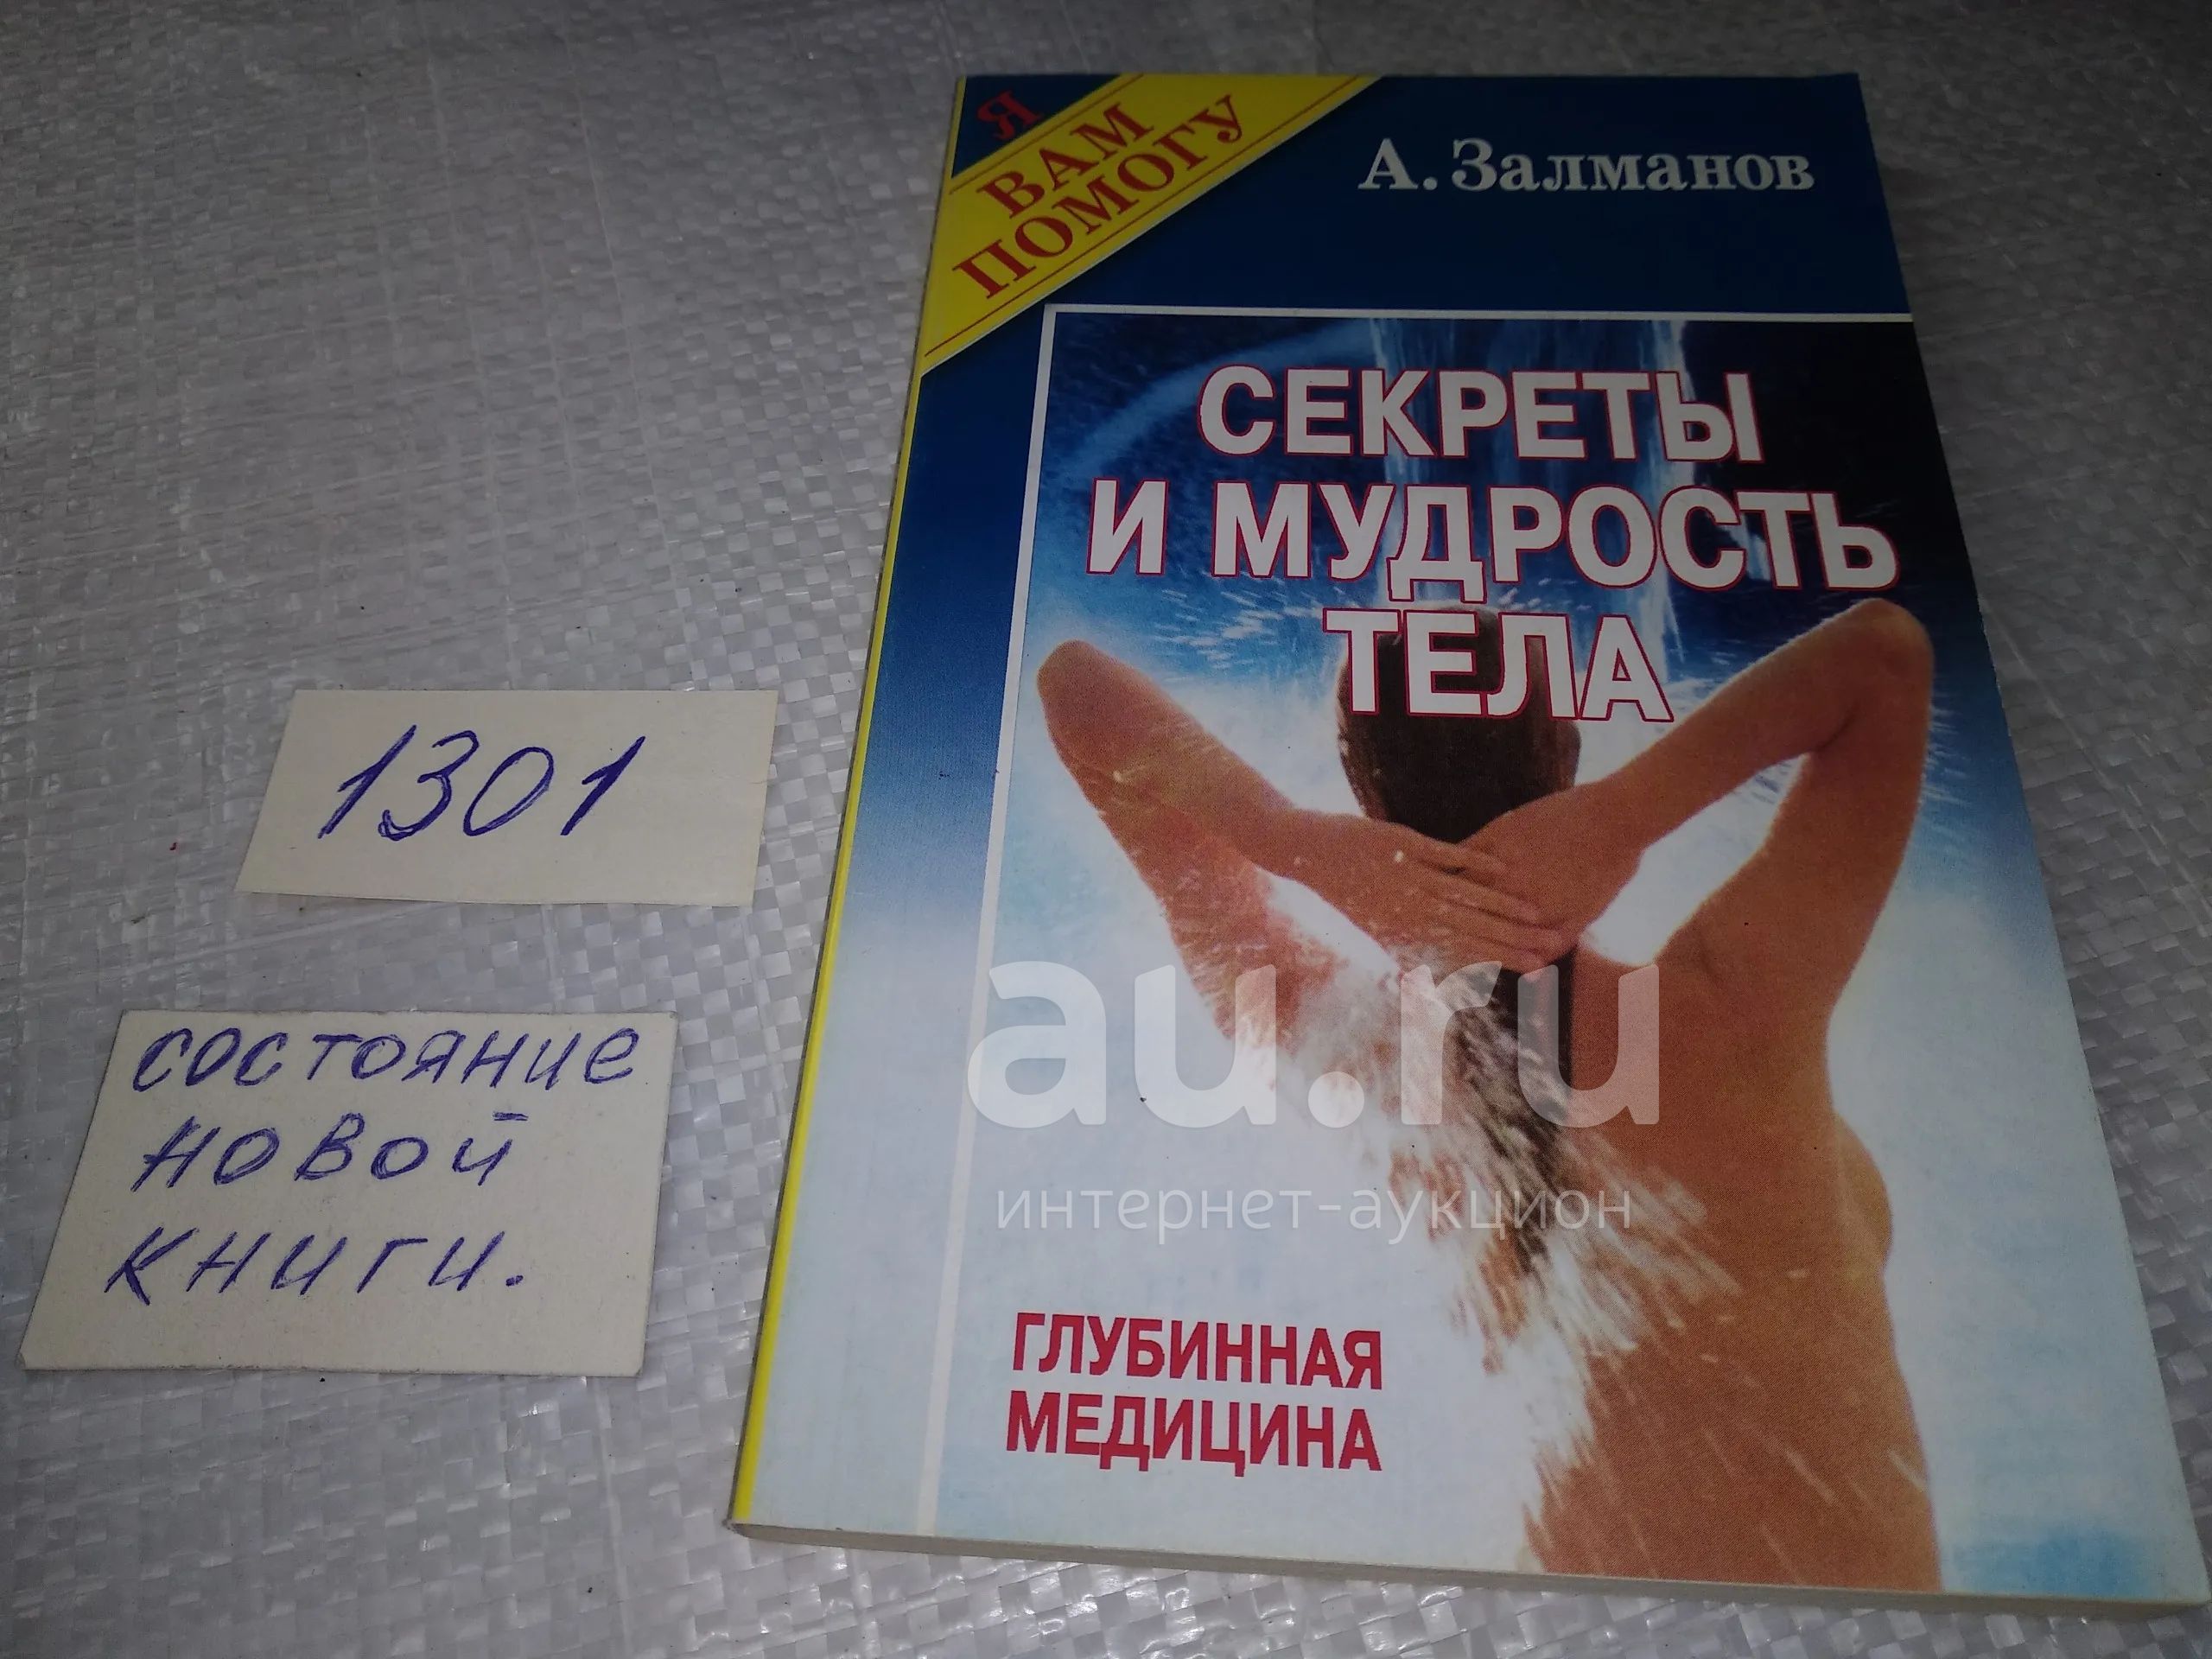 Я
ВАМ
ПОМОГУ
А. Залманов
СЕКРЕТЫ
И МУДРОСТЬ
ТЕЛА
1301
состояние
новой
книги.
au.ru
интернет-аукцион
ГЛУБИННАЯ
МЕДИЦИНА